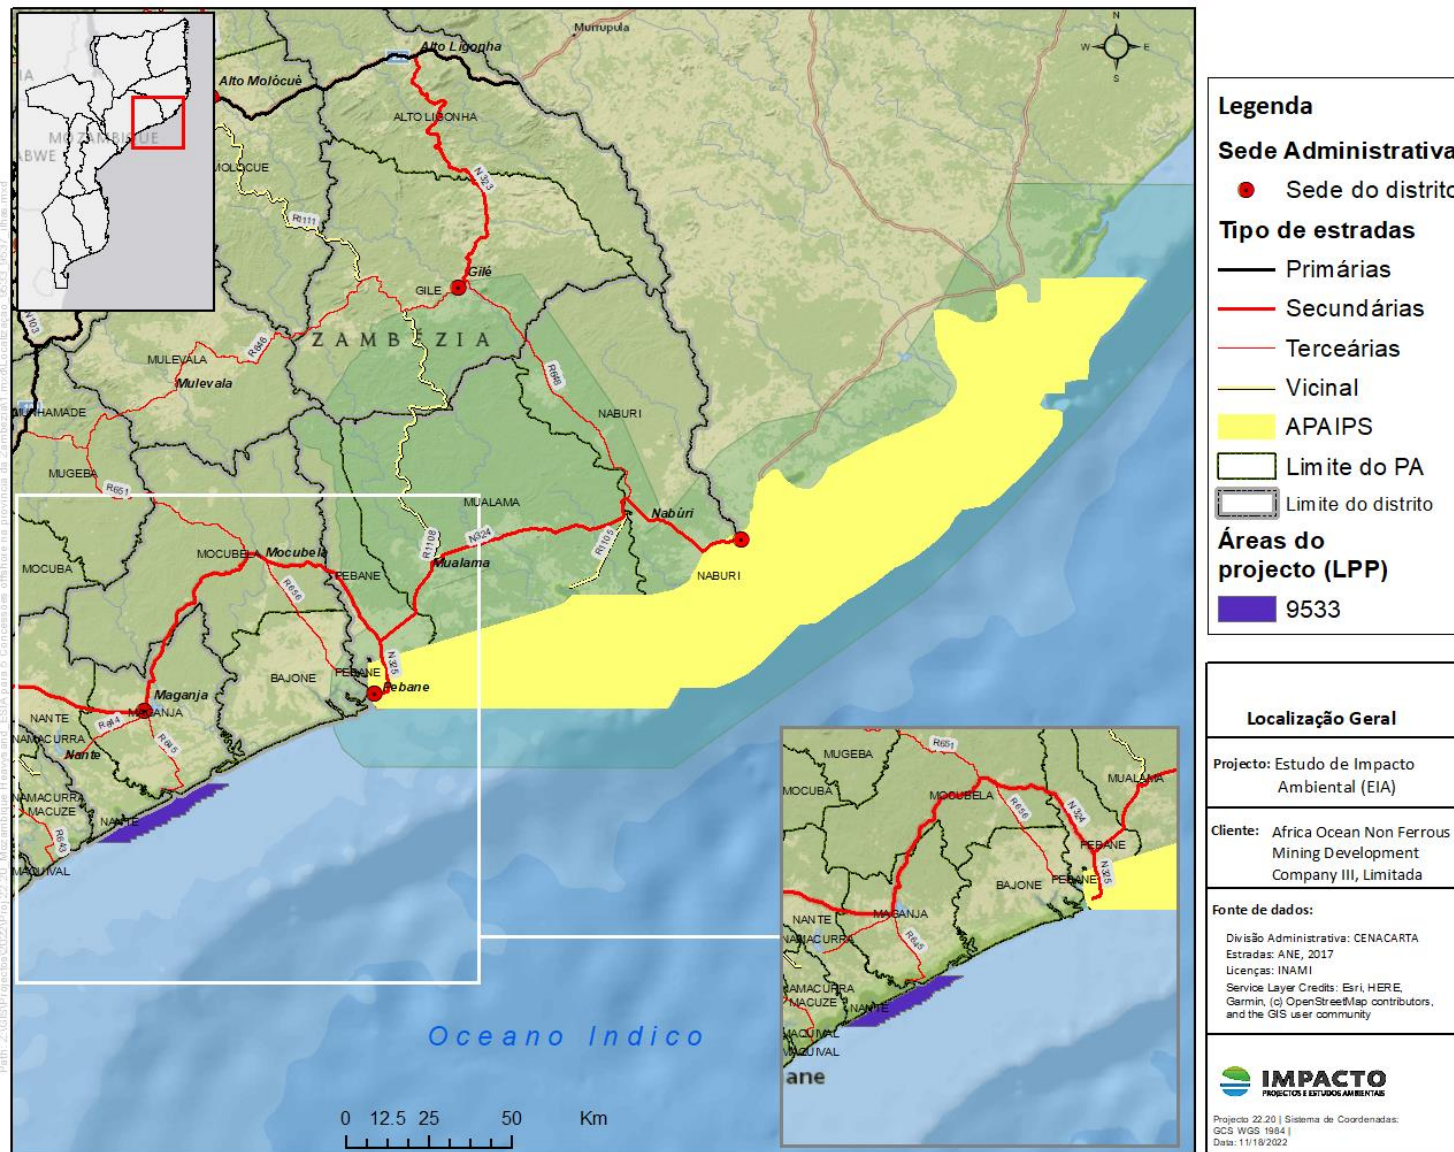 Murrupula
N
W
E
S
Alto Ligonha
Alto Molócuè
ALTO LIGONHA
MOZAMBIQUE
ABWE
MOLOCUE
N323
R1111
Gilé
GILE
N103
ZAMBÉZIA
R646
MULEVALA
Mulevala
R648
MUNHAMADE
NABURI
MUGEBA
R651
MUALAMA
Nabúri
MOCUBELA
Mocubela
R1108
N324
R1105
MOCUBA
PEBANE
Mualama
NABURI
R656
N325
BAJONE
PEBANE
Pebane
Maganja
NANTE
MAGANJA
R644
NAMACURRA
Nante
R645
NAMACURRA
MACUZE
NANTE
R643
MAQUIVAL
Oceano Indico
0 12.5 25 50 Km
R651
MUGEBA
MUALAMA
MOCUBA
MOCUBELA
R656
N324
PEBANE
BAJONE
PEBANE
N325
NANTE
MAGANJA
NAMACURRA
R645
NAMACURRA
MACUZE
NANTE
MAQUIVAL
MAQUIVAL
ane
Legenda
Sede Administrativa
Sede do distrito
Tipo de estradas
Primárias
Secundárias
Terceárias
Vicinal
APAIPS
Limite do PA
Limite do distrito
Áreas do
projecto (LPP)
9533
Localização Geral
Projecto: Estudo de Impacto
Ambiental (EIA)
Cliente: Africa Ocean Non Ferrous
Mining Development
Company III, Limitada
Fonte de dados:
Divisão Administrativa: CENACARTA
Estradas: ANE, 2017
Licenças: INAMI
Service Layer Credits: Esri, HERE,
Garmin, (c) OpenStreetMap contributors,
and the GIS user community
IMPACTO
PROJECTOS E ESTUDOS AMBIENTAIS
Projecto 22.20 | Sistema de Coordenadas:
GCS WGS 1984 |
Data: 11/18/2022